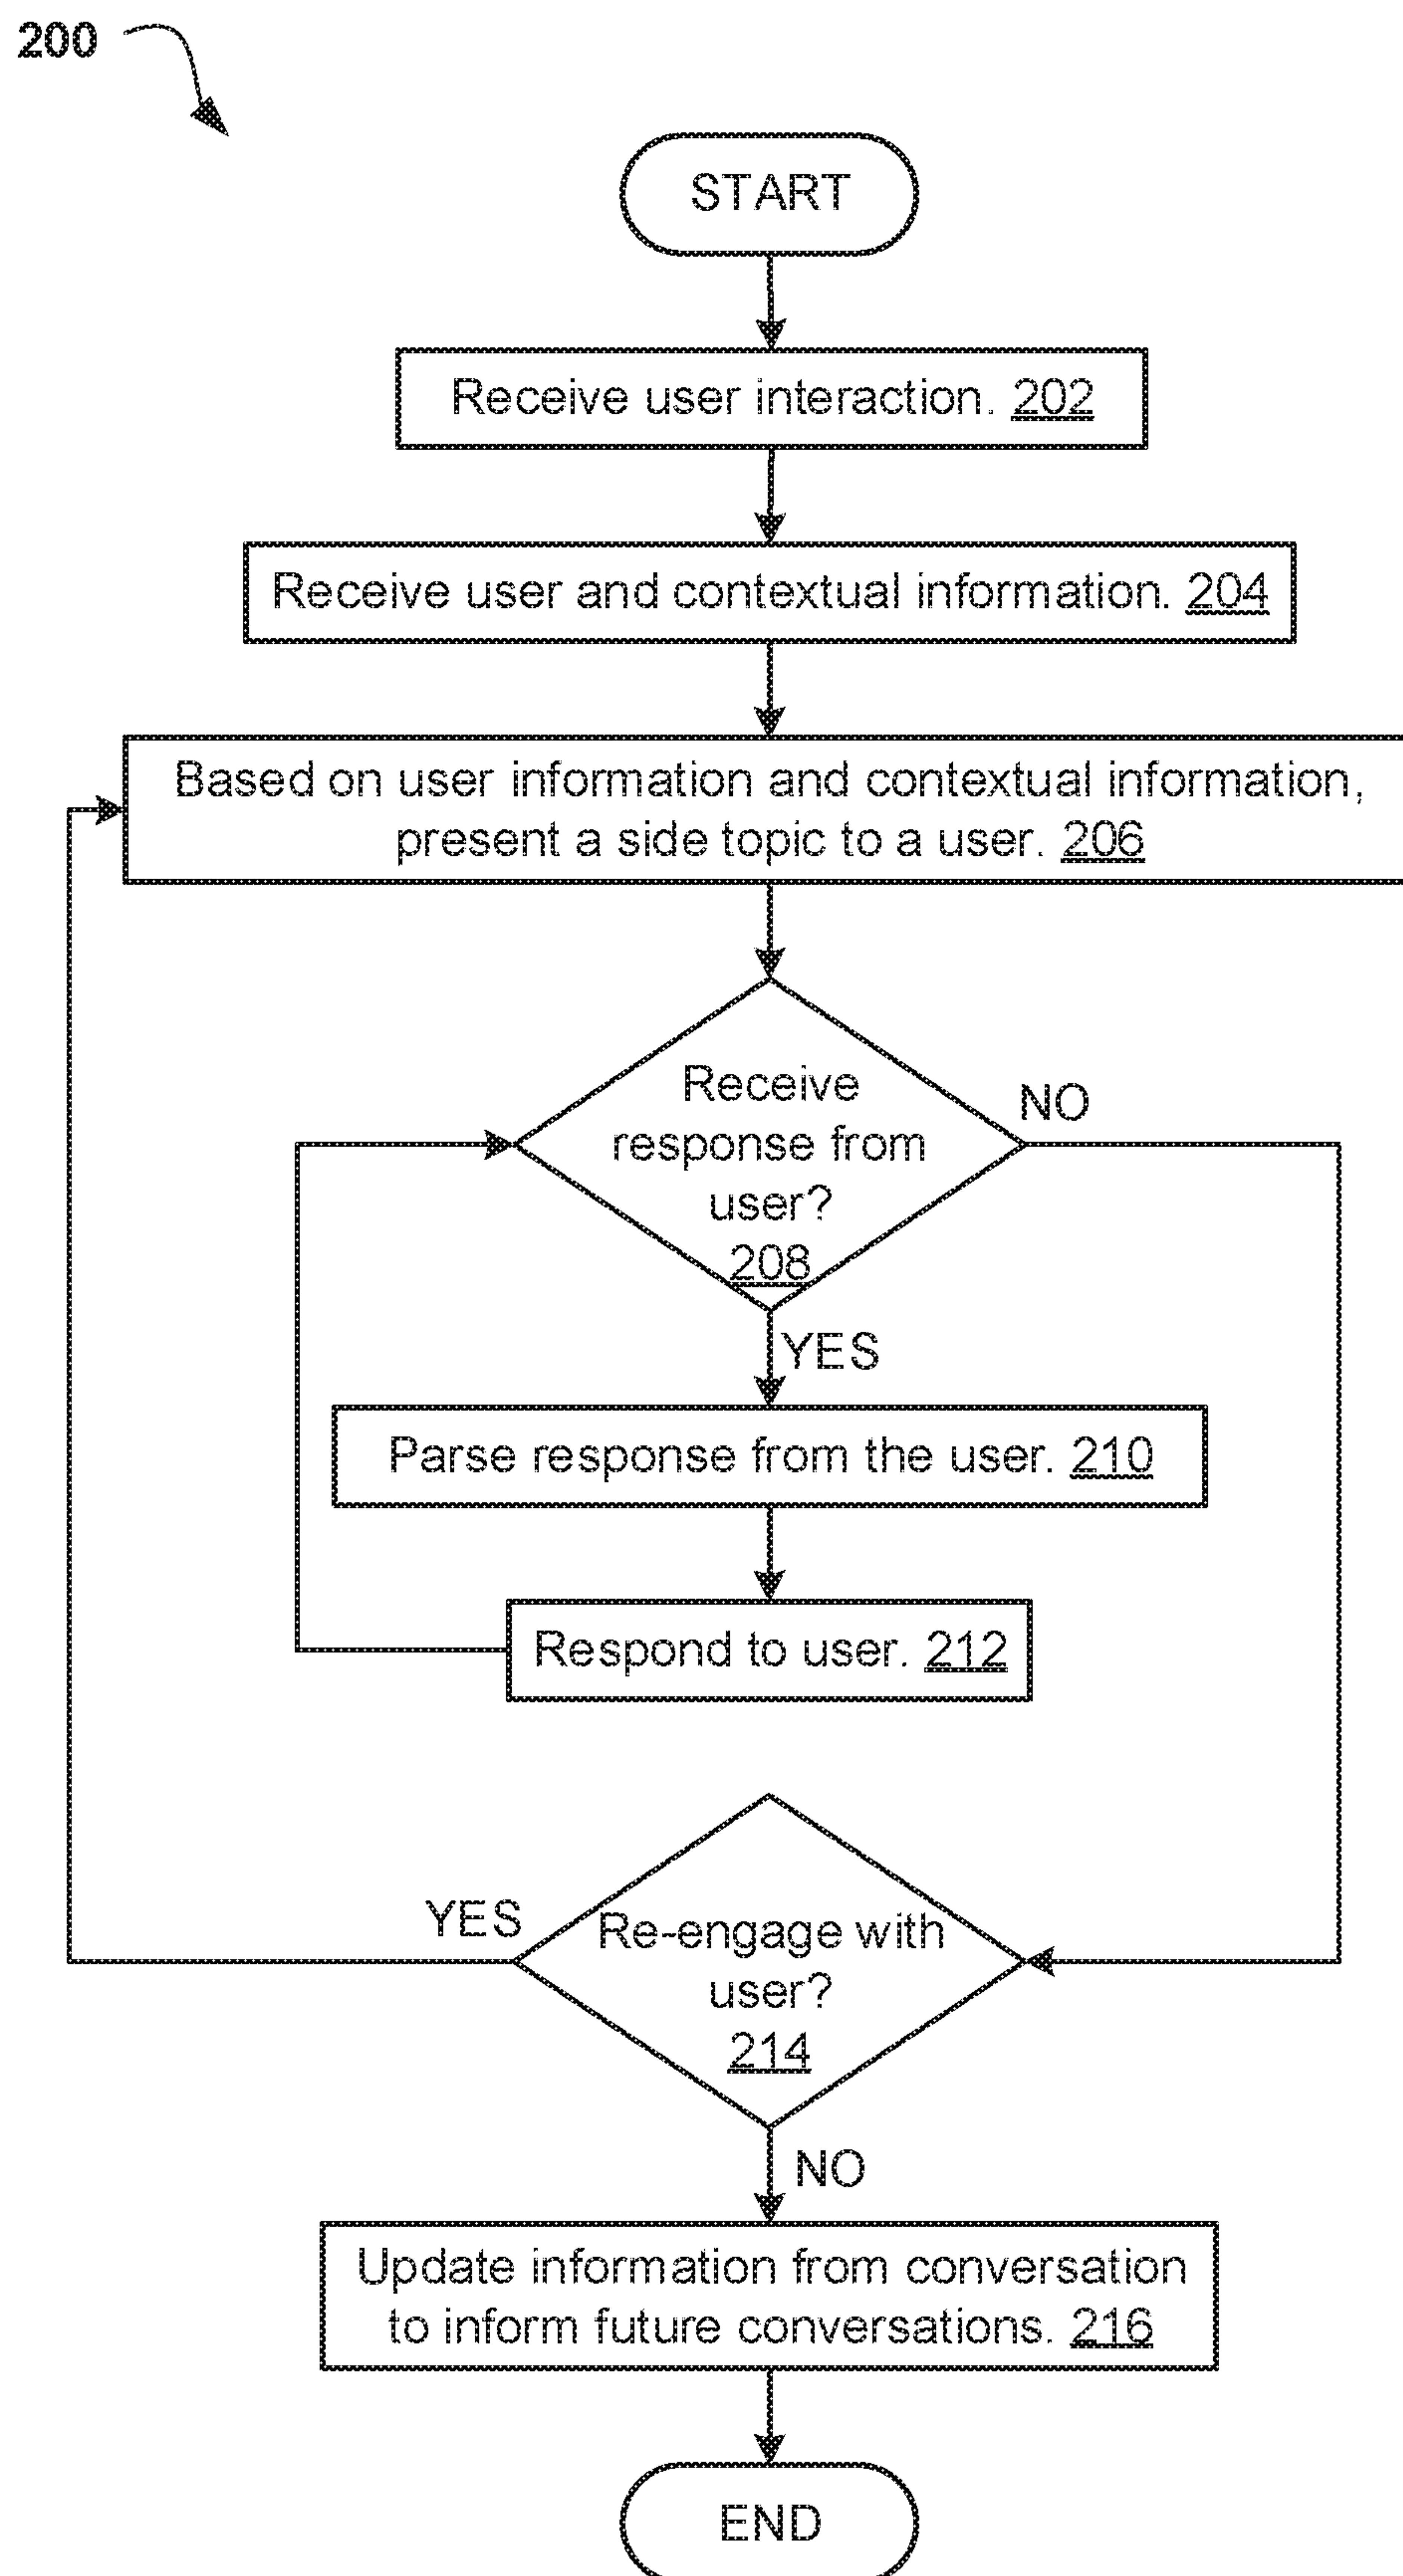 200
START
Receive user interaction. 202
Receive user and contextual information. 204
Based on user information and contextual information,
present a side topic to a user. 206
Receive
response from
user?
208
NO
YES
Parse response from the user. 210
Respond to user. 212
YES
Re-engage with
user?
214
NO
Update information from conversation
to inform future conversations. 216
END